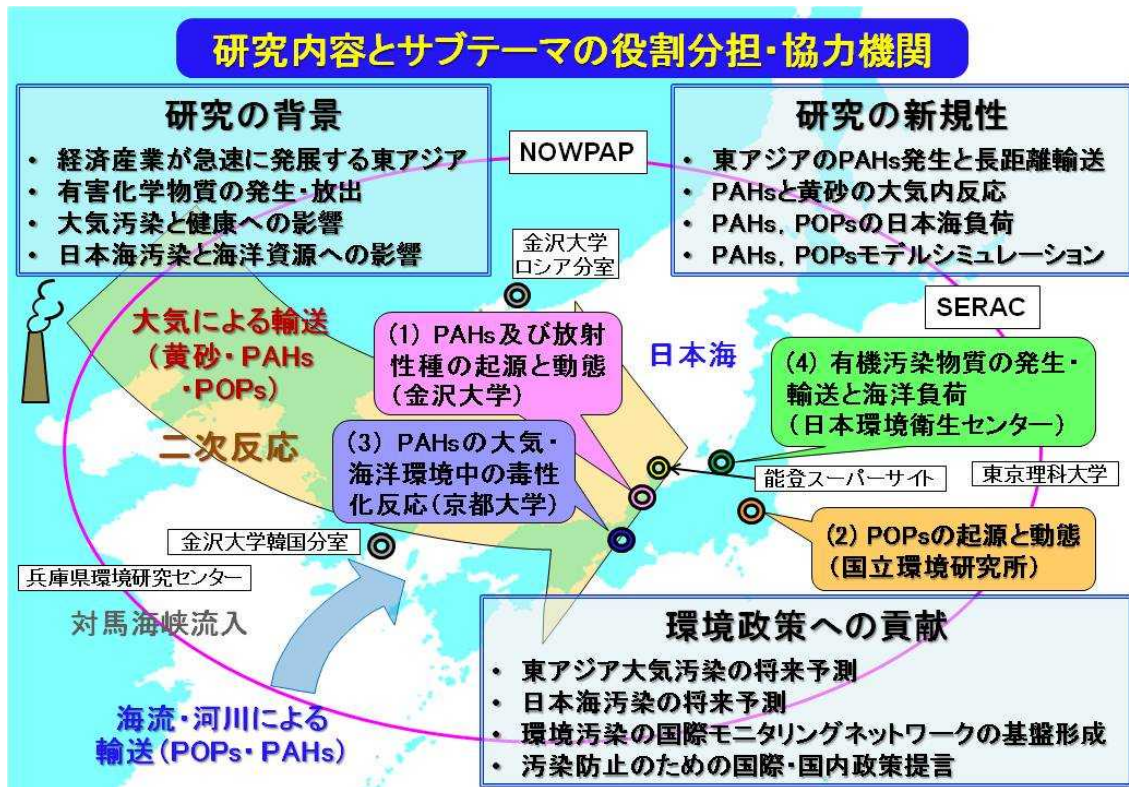 研究内容とサブテーマの役割分担・協力機関
研究の背景
・ 経済産業が急速に発展する東アジア
・ 有害化学物質の発生・放出
・ 大気汚染と健康への影響
・ 日本海汚染と海洋資源への影響
NOWPAP
研究の新規性
・ 東アジアのPAHs発生と長距離輸送
・ PAHsと黄砂の大気内反応
・ PAHs, POPsの日本海負荷
・ PAHs, POPsモデルシミュレーション
金沢大学
ロシア分室
SERAC
大気による輸送
(黄砂・PAHs
・POPs)
二次反応
(1) PAHs及び放射
性種の起源と動態
(金沢大学)
日本海
(4) 有機汚染物質の発生・
輸送と海洋負荷
(日本環境衛生センター)
(3) PAHsの大気・
海洋環境中の毒性
化反応(京都大学)
能登スーパーサイト
東京理科大学
(2) POPsの起源と動態
(国立環境研究所)
金沢大学韓国分室
兵庫県環境研究センター
対馬海峡流入
海流・河川による
輸送(POPs・PAHs)
環境政策への貢献
・ 東アジア大気汚染の将来予測
・ 日本海汚染の将来予測
・ 環境汚染の国際モニタリングネットワークの基盤形成
・ 汚染防止のための国際・国内政策提言